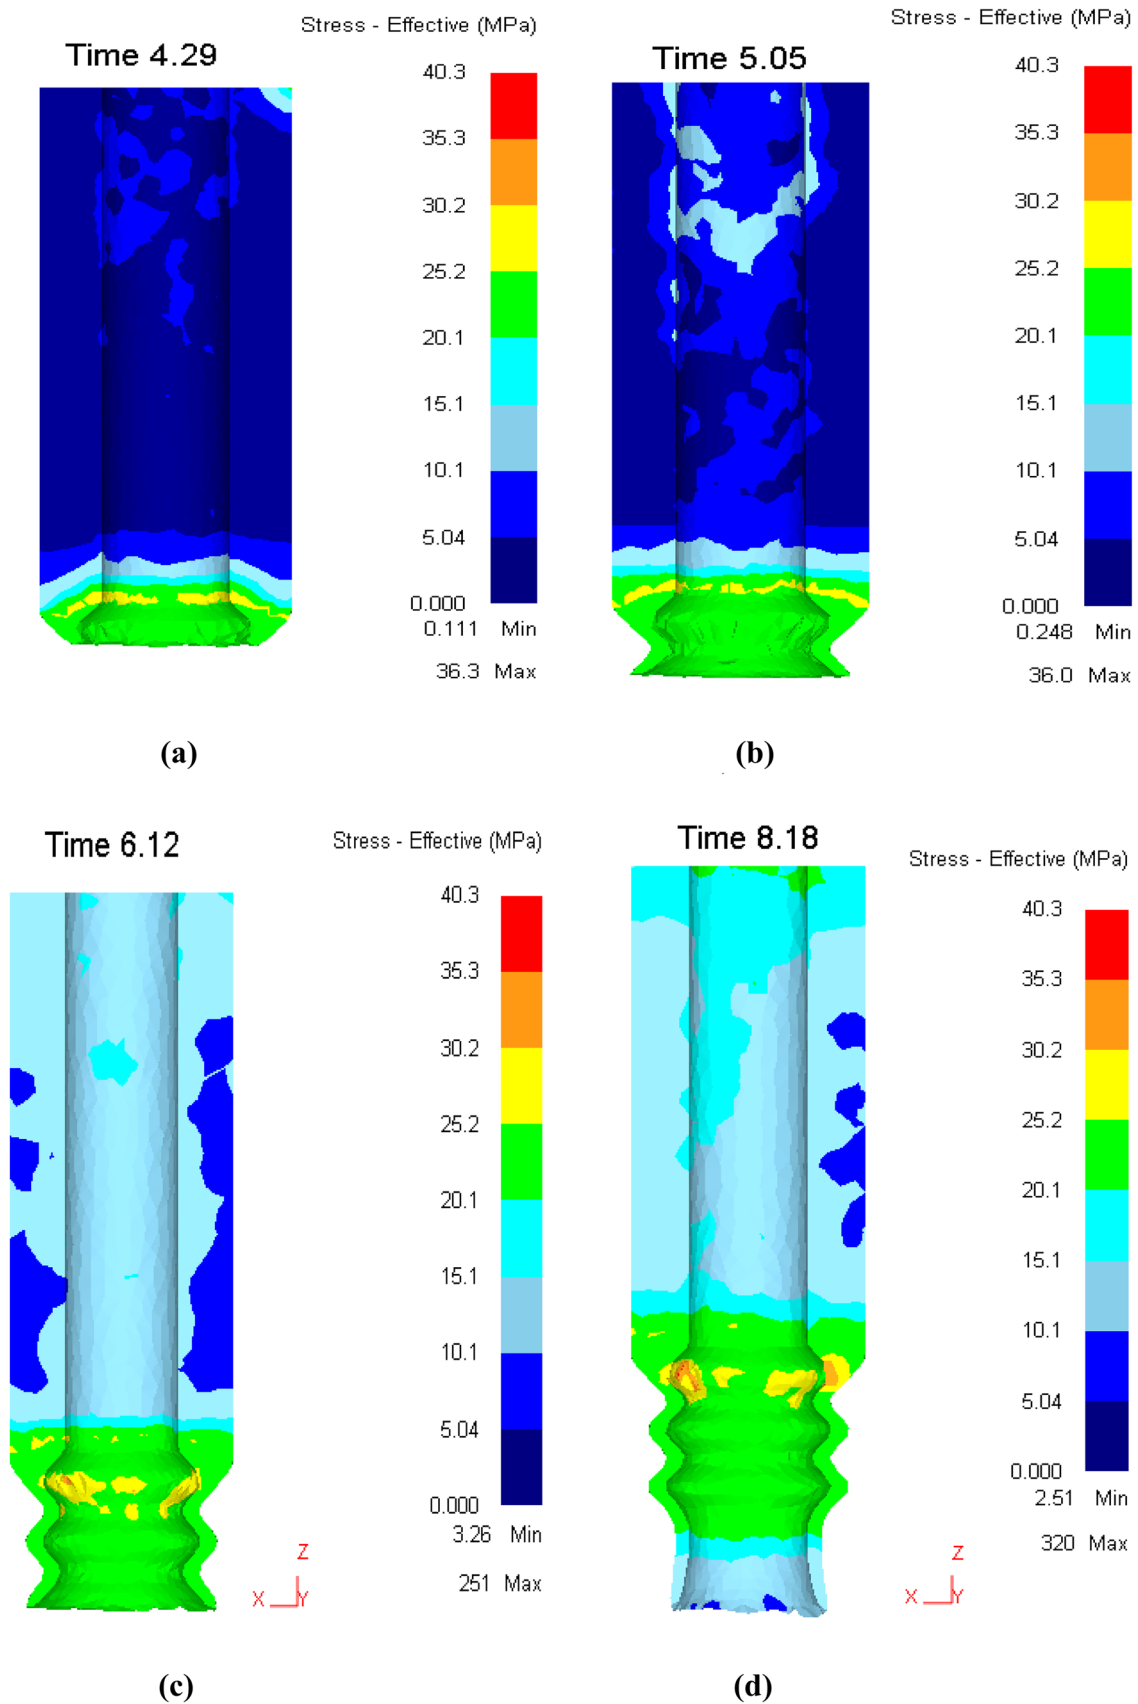 Stress - Effective (MPa)
Time 4.29
40.3
35.3
30.2
25.2
20.1
15.1
10.1
5.04
0.000
0.111 Min
36.3 Max
(a)
Stress - Effective (MPa)
Time 5.05
40.3
35.3
30.2
25.2
20.1
15.1
10.1
5.04
0.000
0.248 Min
36.0 Max
(b)
Time 6.12
Stress - Effective (MPa)
40.3
35.3
30.2
25.2
20.1
15.1
10.1
5.04
0.000
3.26 Min
251 Max
Z
X Y
(c)
Time 8.18
Stress - Effective (MPa)
40.3
35.3
30.2
25.2
20.1
15.1
10.1
5.04
0.000
2.51 Min
320 Max
Z
X Y
(d)